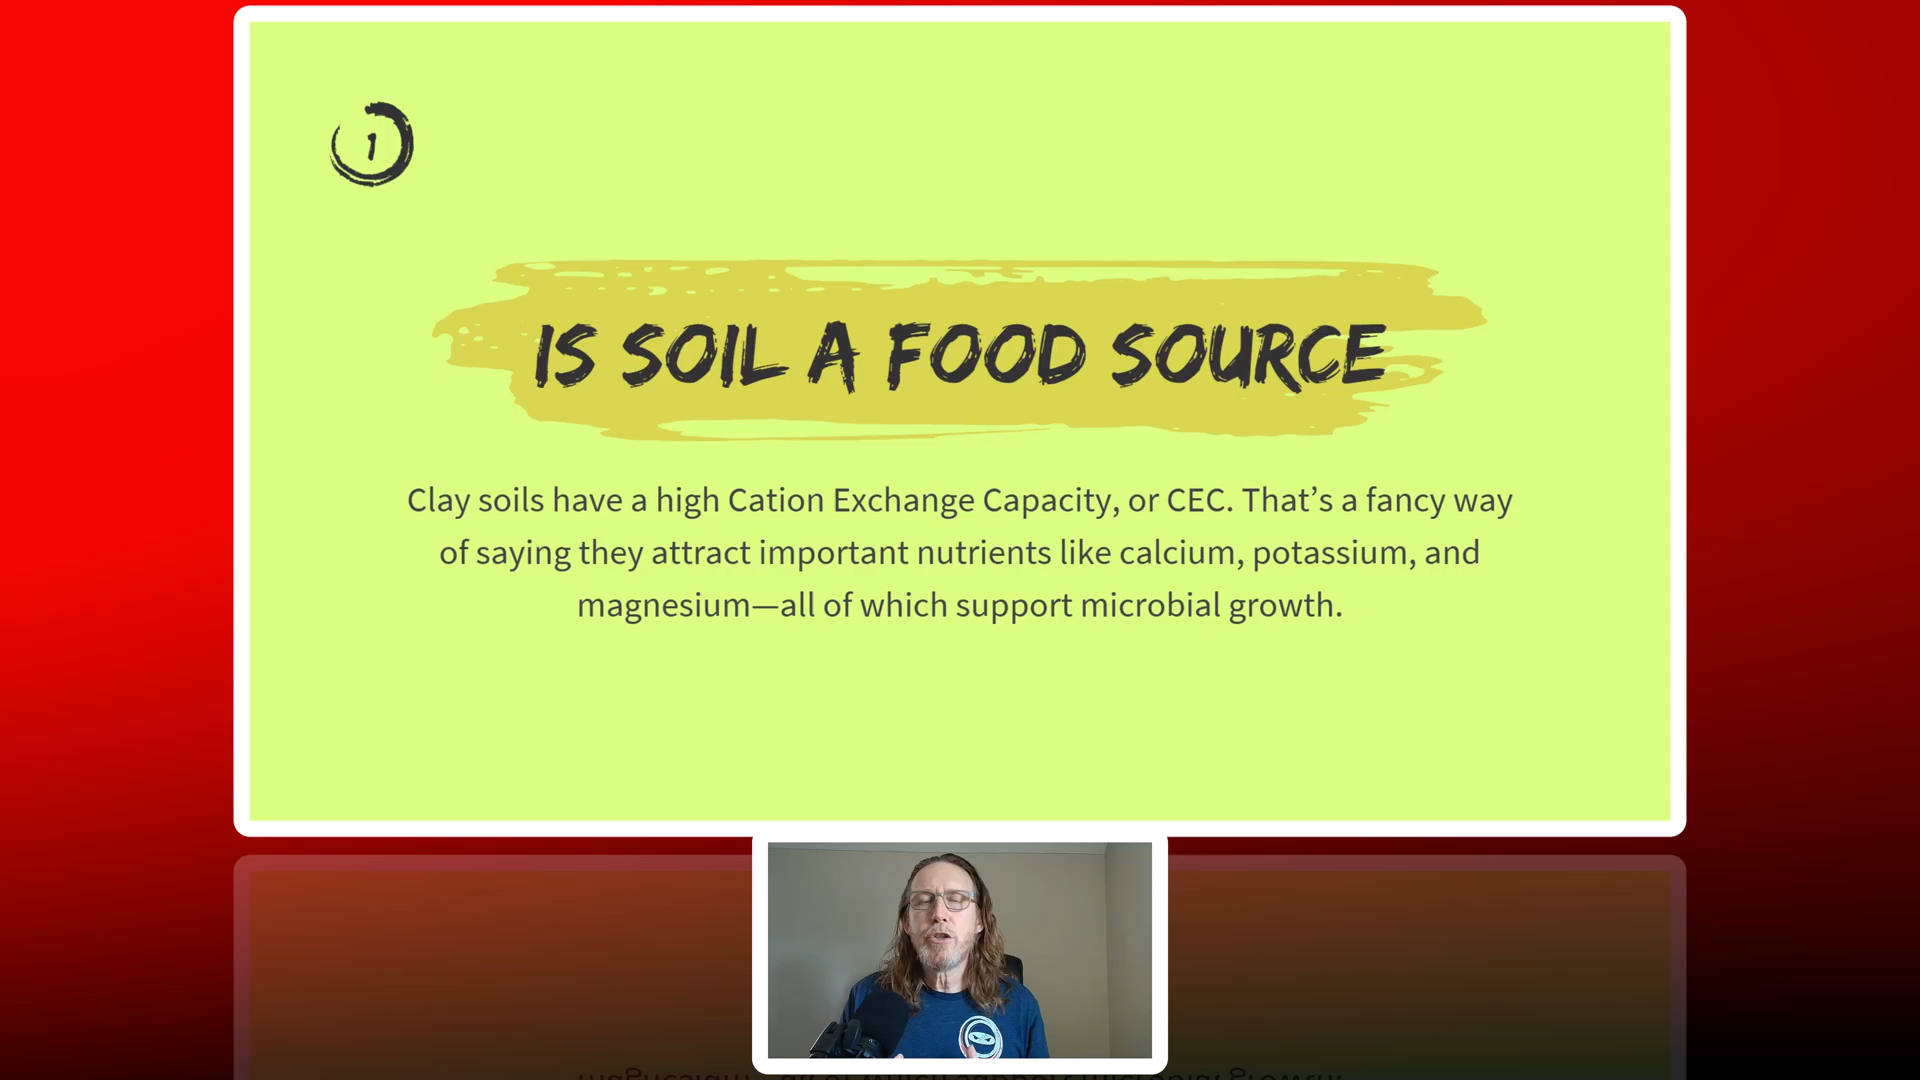 1
IS SOIL A FOOD SOURCE
Clay soils have a high Cation Exchange Capacity, or CEC. That’s a fancy way
of saying they attract important nutrients like calcium, potassium, and
magnesium—all of which support microbial growth.